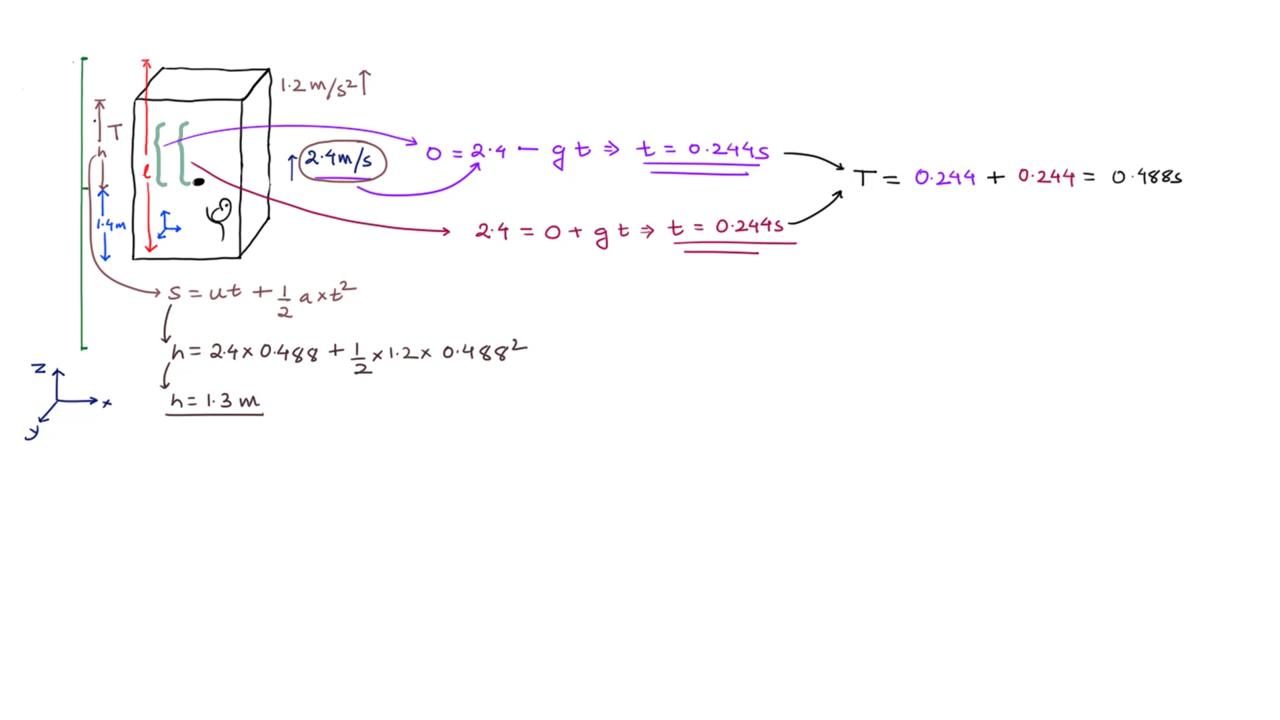 1.2 m/s² ↑
T
h
l
↑ 2.4 m/s
1.4m
0 = 2.4 − g t ⇒ t = 0.244s
T = 0.244 + 0.244 = 0.488s
2.4 = 0 + g t ⇒ t = 0.244s
s = ut + 1/2 a × t²
h = 2.4 × 0.488 + 1/2 × 1.2 × 0.488²
h = 1.3 m
z
x
y